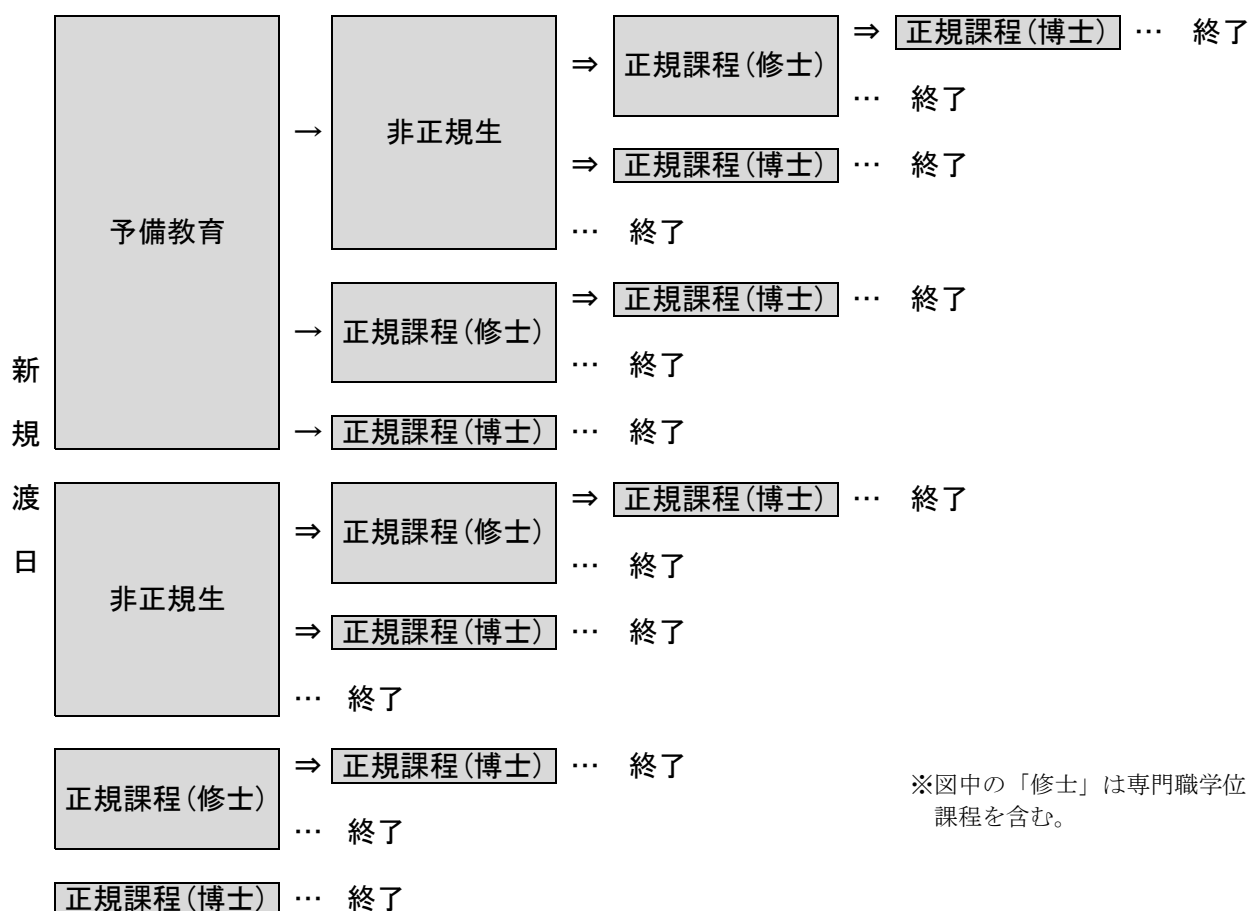 ⇒ 正規課程(博士) … 終了
⇒ 正規課程(修士)
… 終了
→ 非正規生
⇒ 正規課程(博士) … 終了
予備教育 … 終了
⇒ 正規課程(博士) … 終了
→ 正規課程(修士)
… 終了
→ 正規課程(博士) … 終了
新規渡日
⇒ 正規課程(博士) … 終了
⇒ 正規課程(修士)
… 終了
非正規生
⇒ 正規課程(博士) … 終了
… 終了
⇒ 正規課程(博士) … 終了
正規課程(修士)
… 終了
※図中の「修士」は専門職学位
課程を含む。
正規課程(博士) … 終了